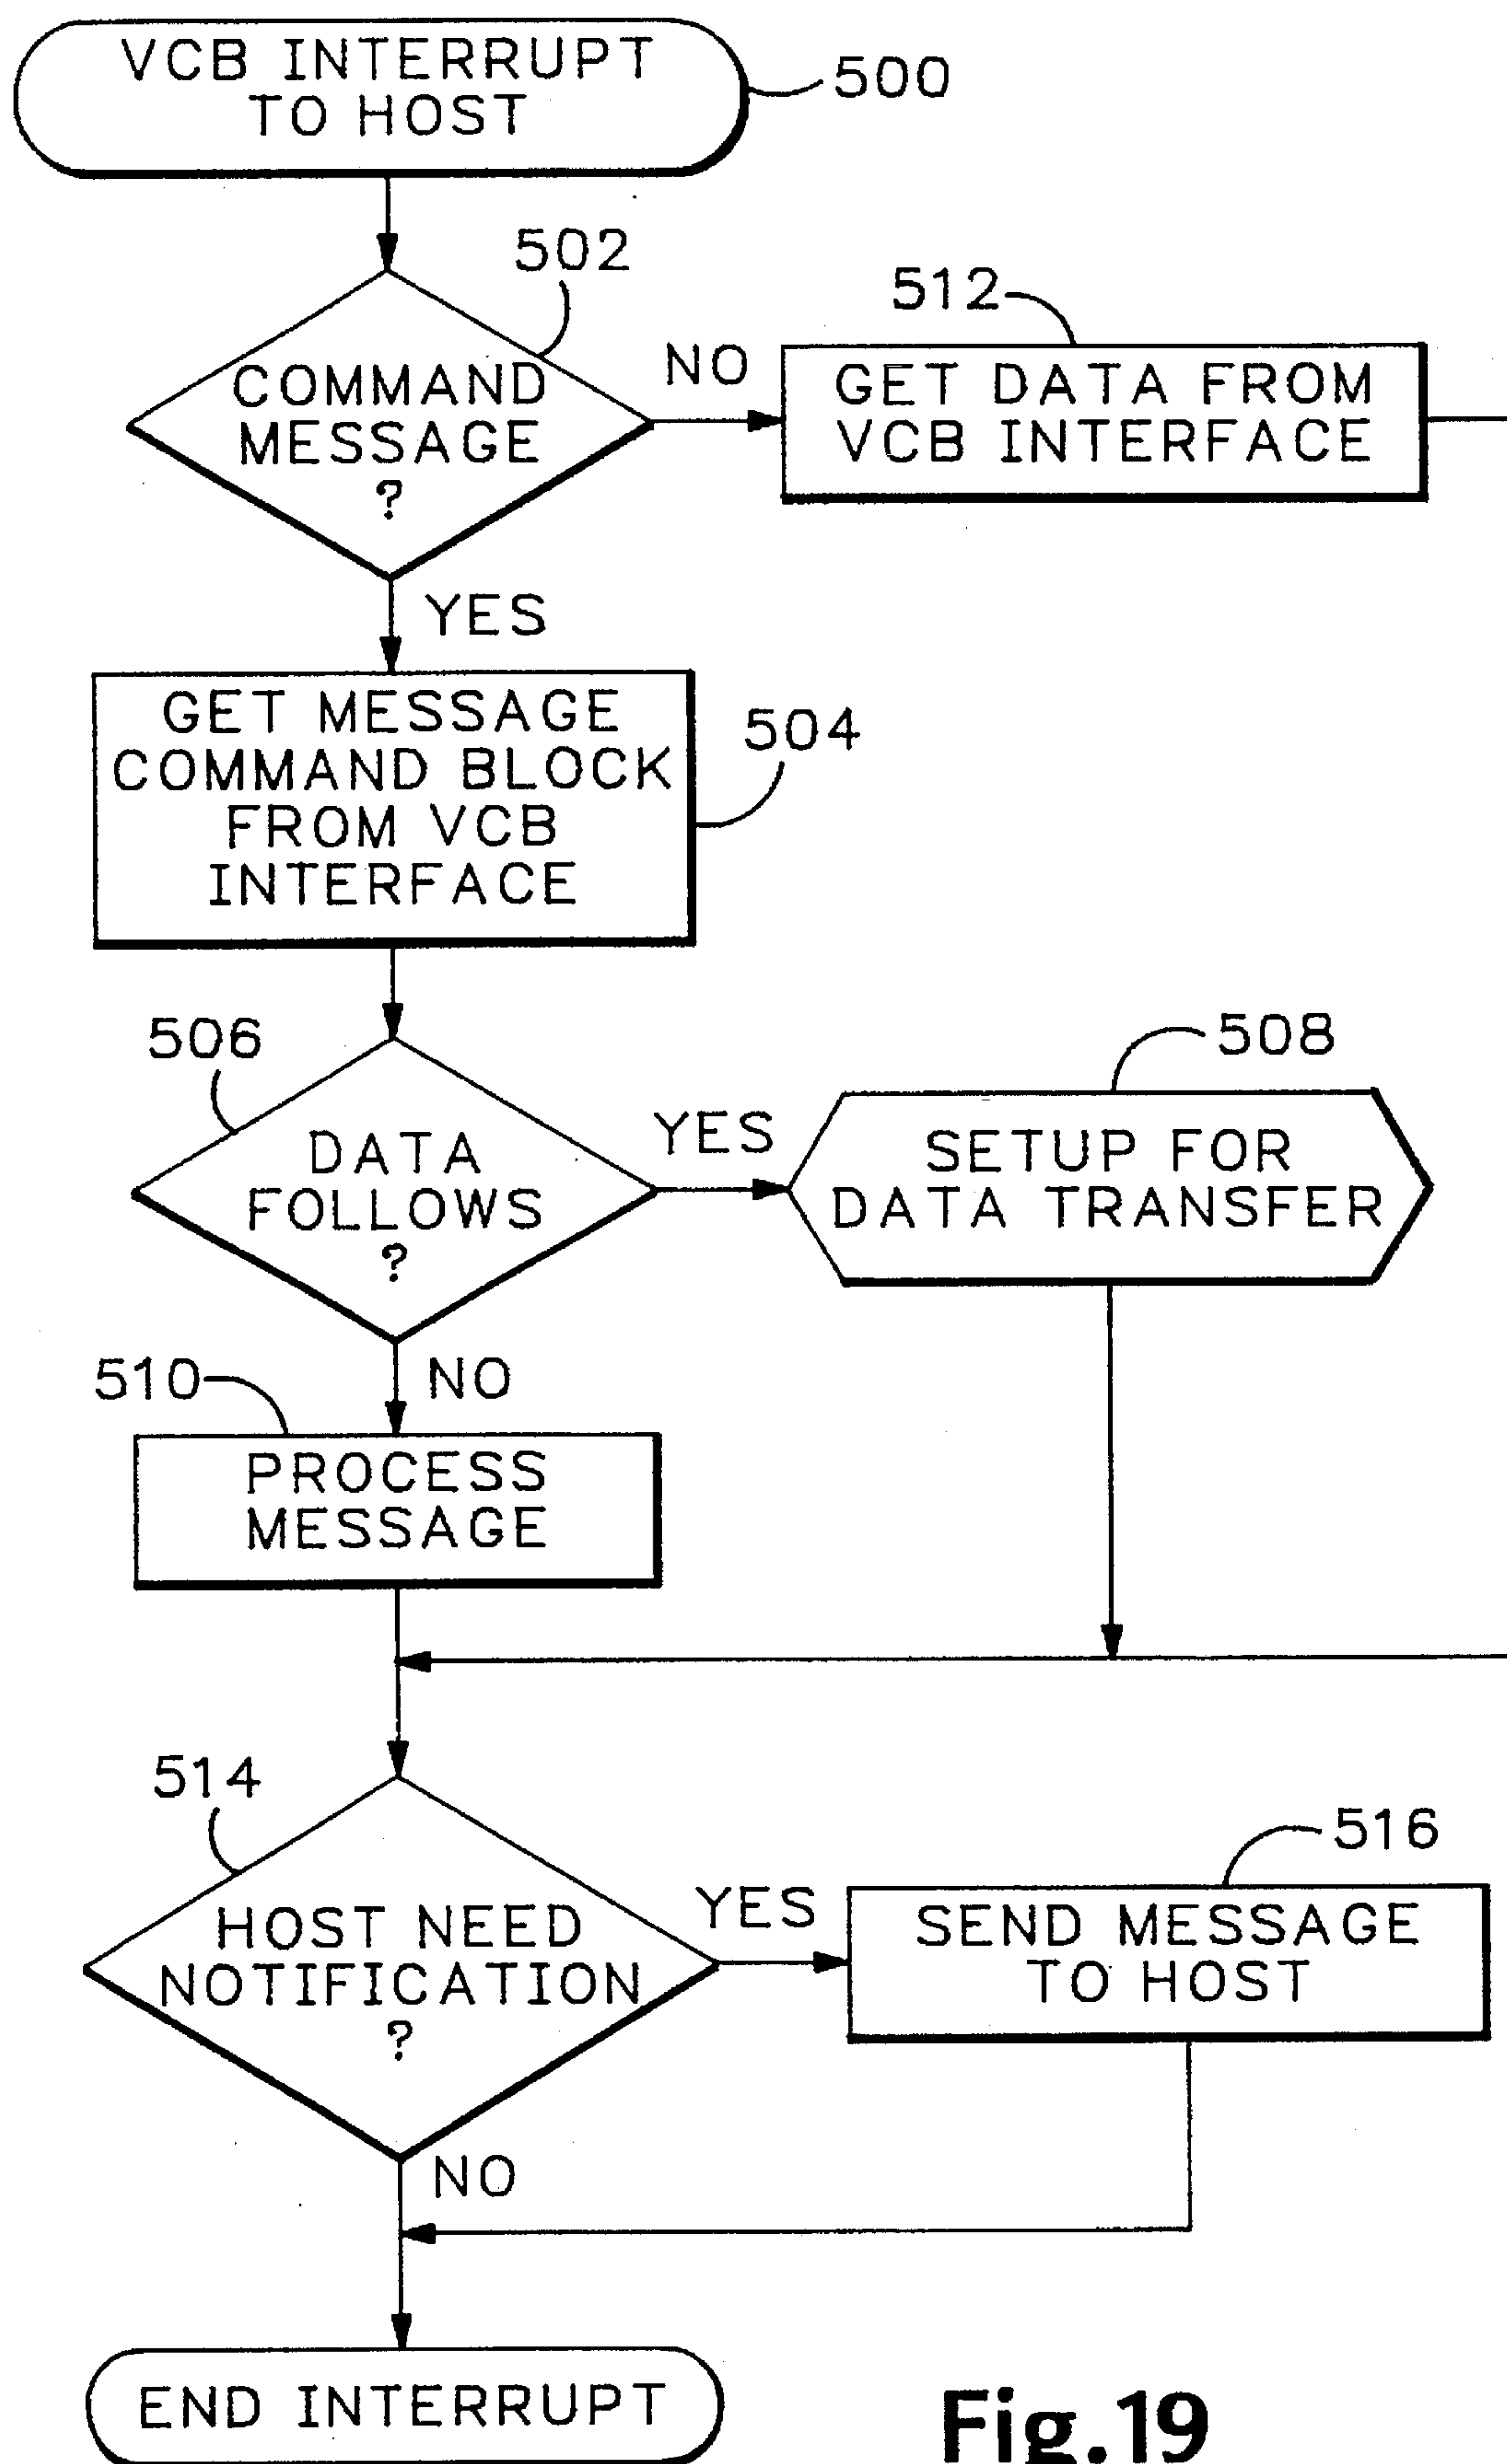 VCB INTERRUPT
TO HOST
500
502
COMMAND
MESSAGE
?
NO
512
GET DATA FROM
VCB INTERFACE
YES
GET MESSAGE
COMMAND BLOCK
FROM VCB
INTERFACE
504
506
DATA
FOLLOWS
?
YES
508
SETUP FOR
DATA TRANSFER
NO
510
PROCESS
MESSAGE
514
HOST NEED
NOTIFICATION
?
YES
516
SEND MESSAGE
TO HOST
NO
END INTERRUPT
Fig.19